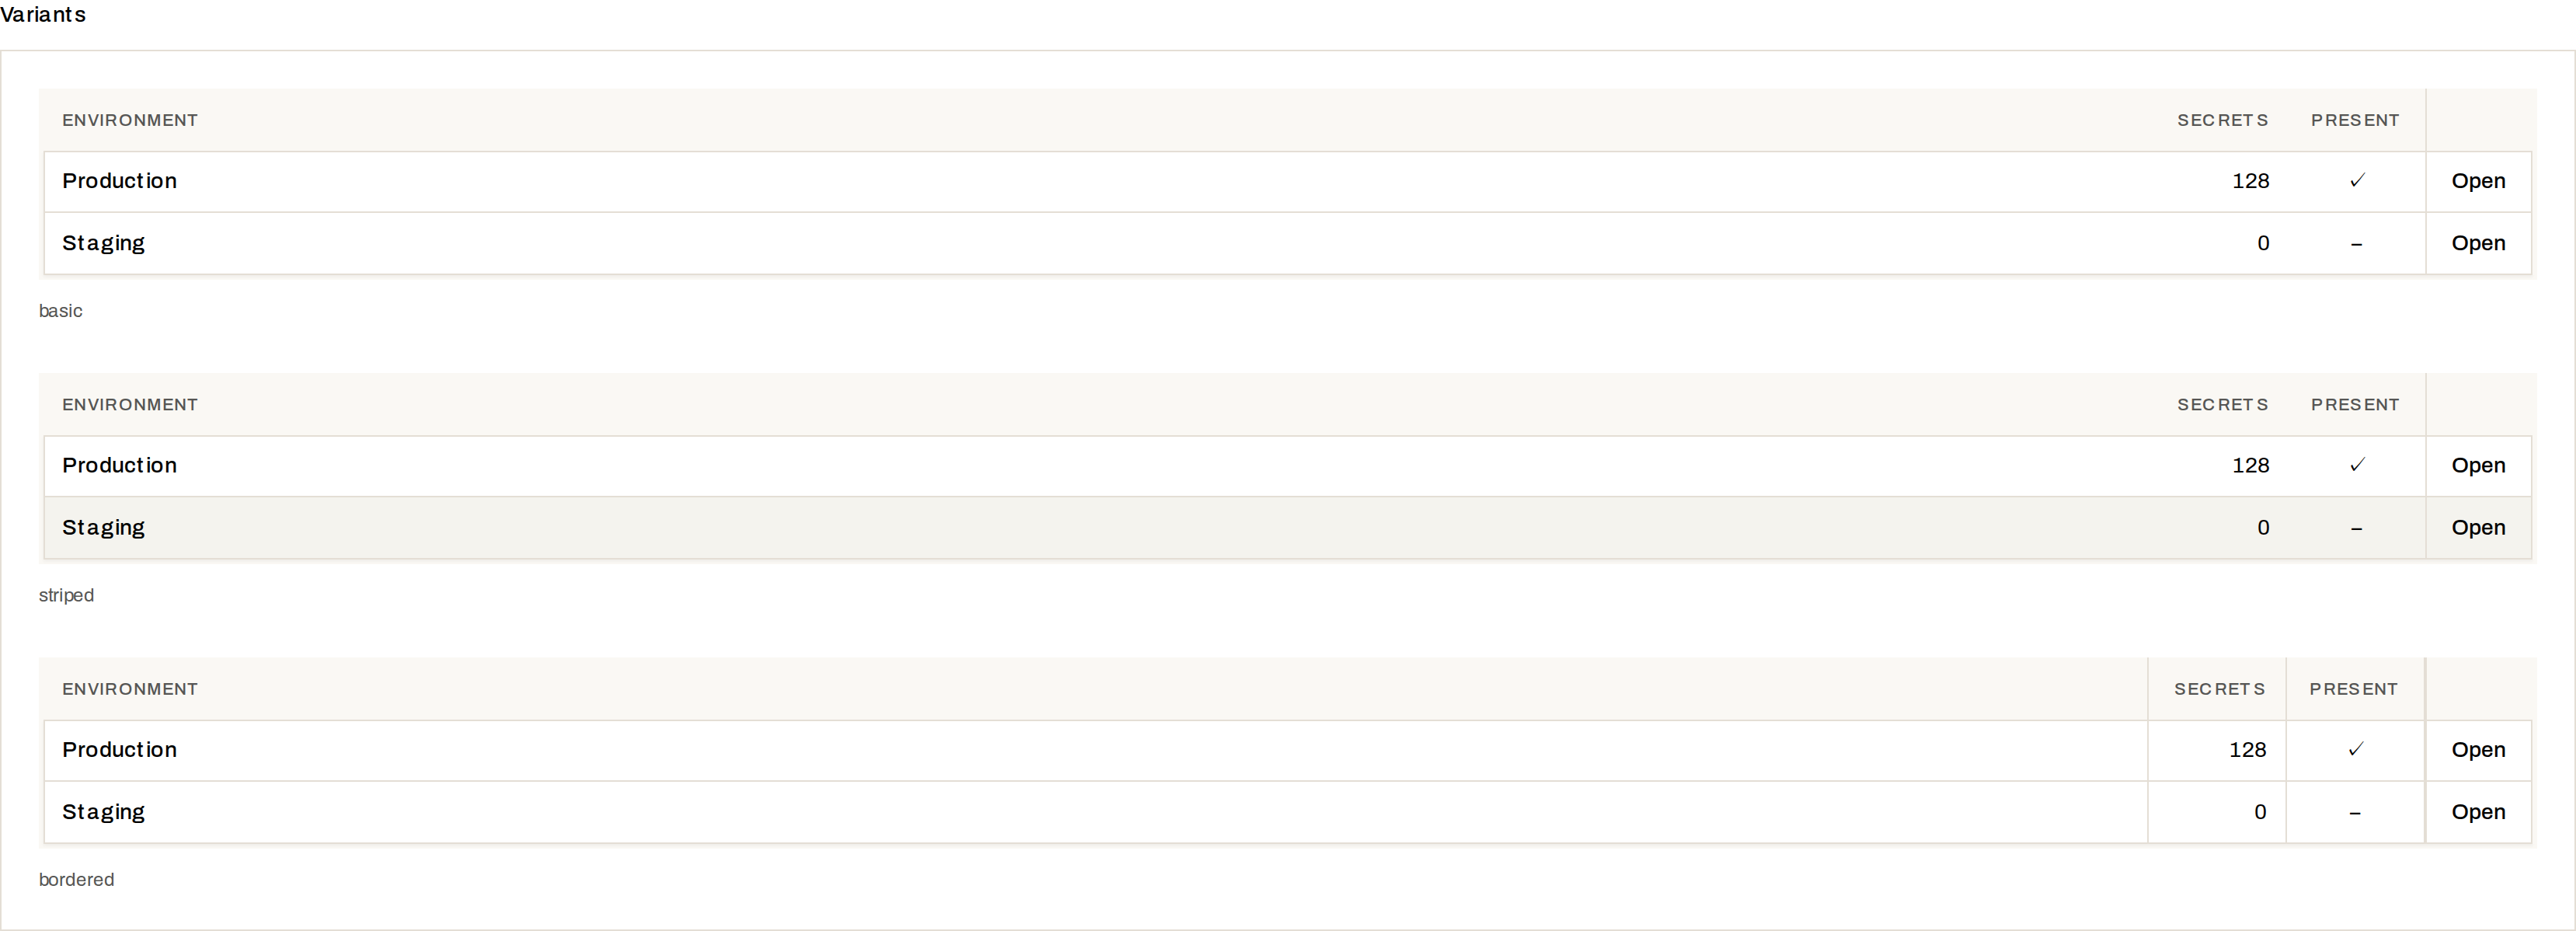 Variants
ENVIRONMENT SECRETS PRESENT
Production 128 ✓ Open
Staging 0 – Open
basic
ENVIRONMENT SECRETS PRESENT
Production 128 ✓ Open
Staging 0 – Open
striped
ENVIRONMENT SECRETS PRESENT
Production 128 ✓ Open
Staging 0 – Open
bordered